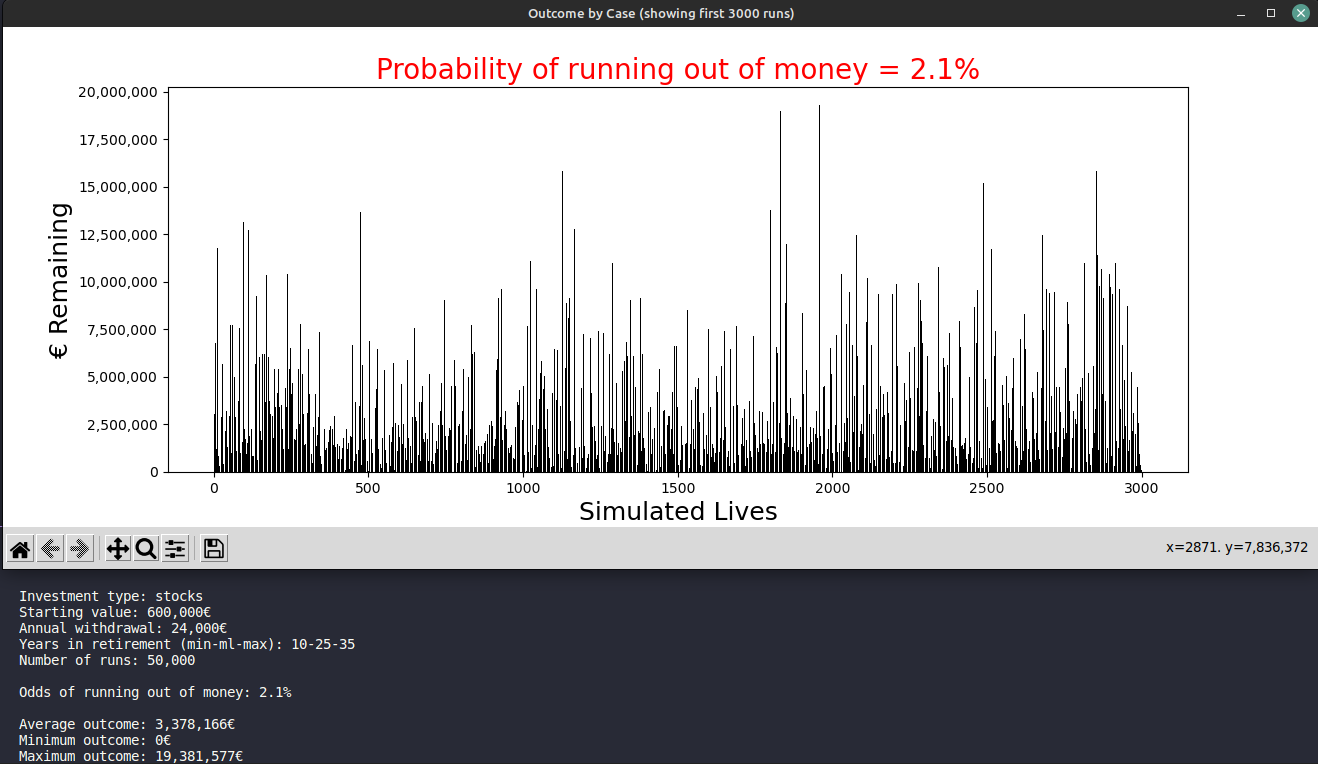 Outcome by Case (showing first 3000 runs)
Probability of running out of money = 2.1%
20,000,000
17,500,000
15,000,000
12,500,000
10,000,000
7,500,000
5,000,000
2,500,000
0
€ Remaining
0 500 1000 1500 2000 2500 3000
Simulated Lives
x=2871. y=7,836,372
Investment type: stocks
Starting value: 600,000€
Annual withdrawal: 24,000€
Years in retirement (min-ml-max): 10-25-35
Number of runs: 50,000
Odds of running out of money: 2.1%
Average outcome: 3,378,166€
Minimum outcome: 0€
Maximum outcome: 19,381,577€